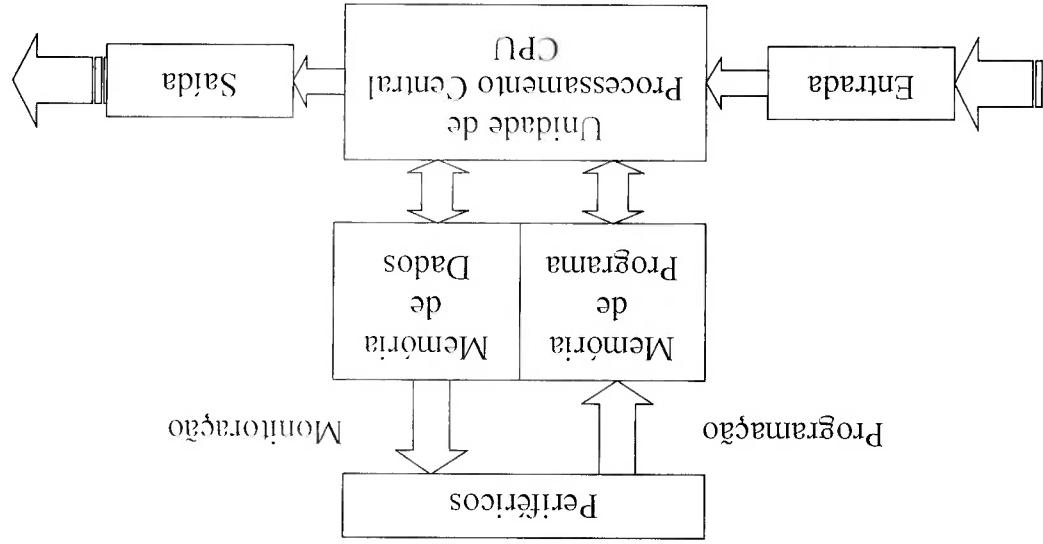 Periféricos
Programação
Monitoração
Memória
de
Programa
Memória
de
Dados
Entrada
Unidade de
Processamento Central
CPU
Saída